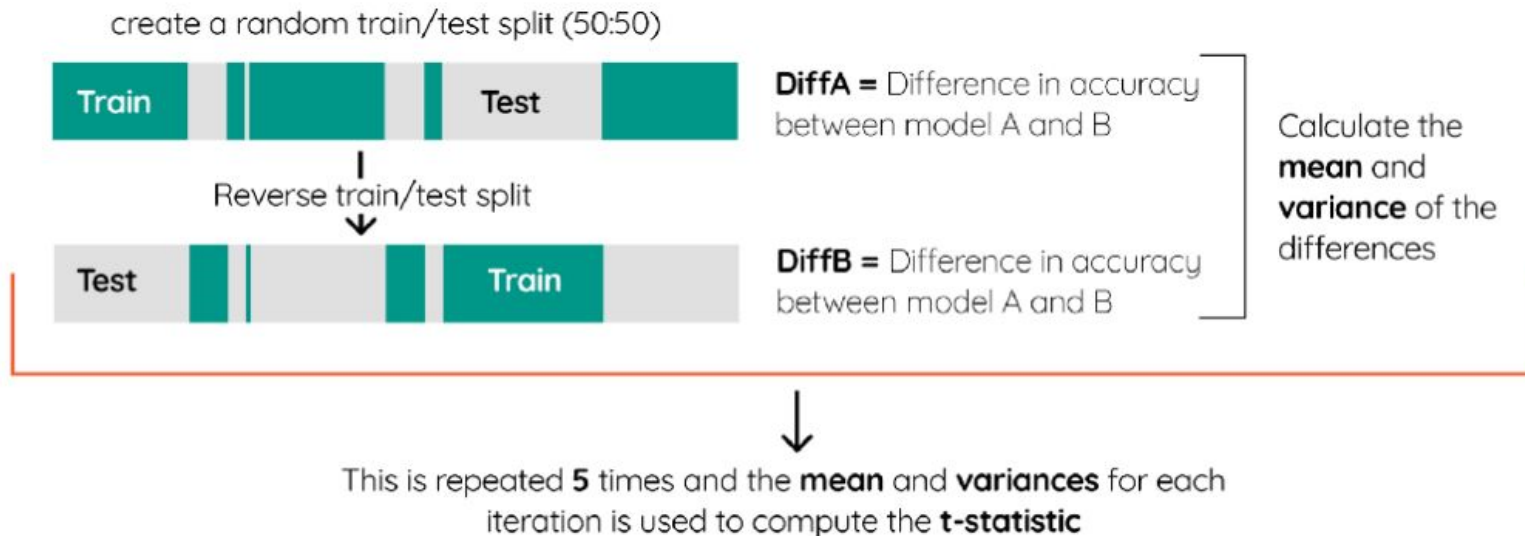 create a random train/test split (50:50)
Train
Test
DiffA = Difference in accuracy
between model A and B
Reverse train/test split
Test
Train
DiffB = Difference in accuracy
between model A and B
Calculate the
mean and
variance of the
differences
This is repeated 5 times and the mean and variances for each
iteration is used to compute the t-statistic